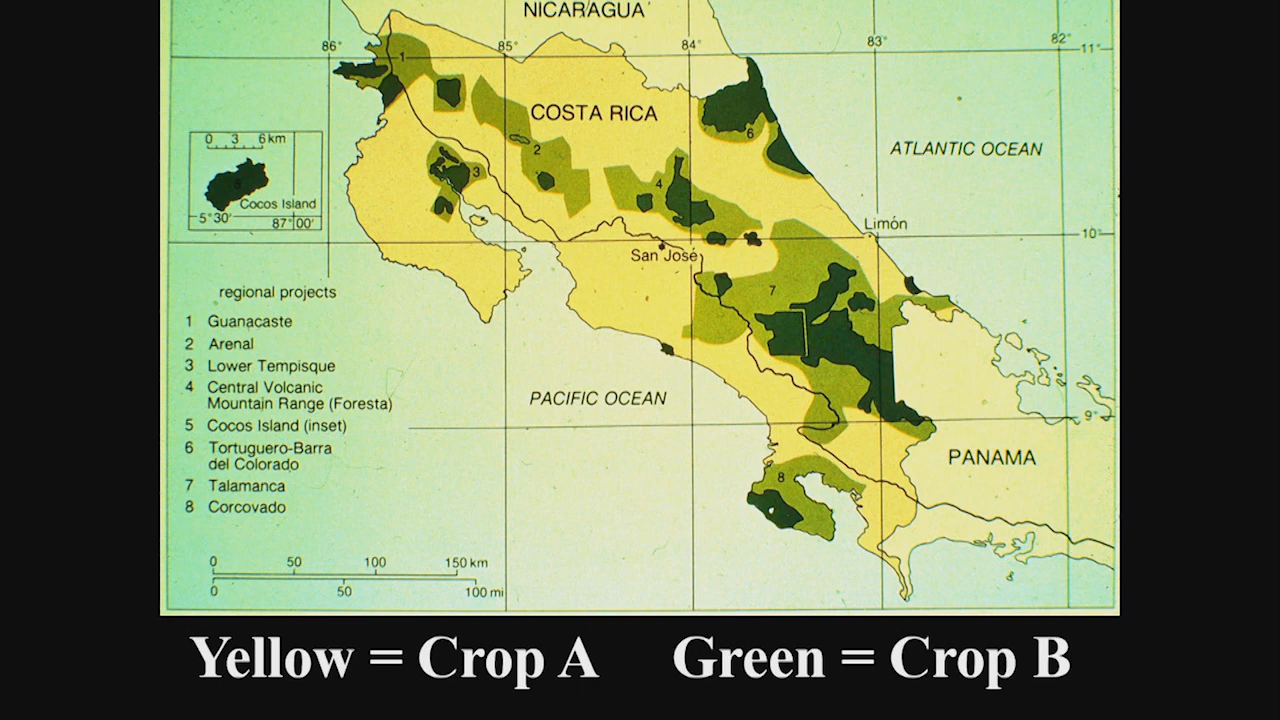 NICARAGUA
86° 85° 84° 83° 82° 11°
1
COSTA RICA
6
ATLANTIC OCEAN
0 3 6 km
2
3
4
5
Cocos Island
5°30'
87°00'
Limón
10°
San José
7
regional projects
1 Guanacaste
2 Arenal
3 Lower Tempisque
4 Central Volcanic
Mountain Range (Foresta)
5 Cocos Island (inset)
6 Tortuguero-Barra
del Colorado
7 Talamanca
8 Corcovado
PACIFIC OCEAN
9°
PANAMA
8
0 50 100 150 km
0 50 100 mi
Yellow = Crop A Green = Crop B